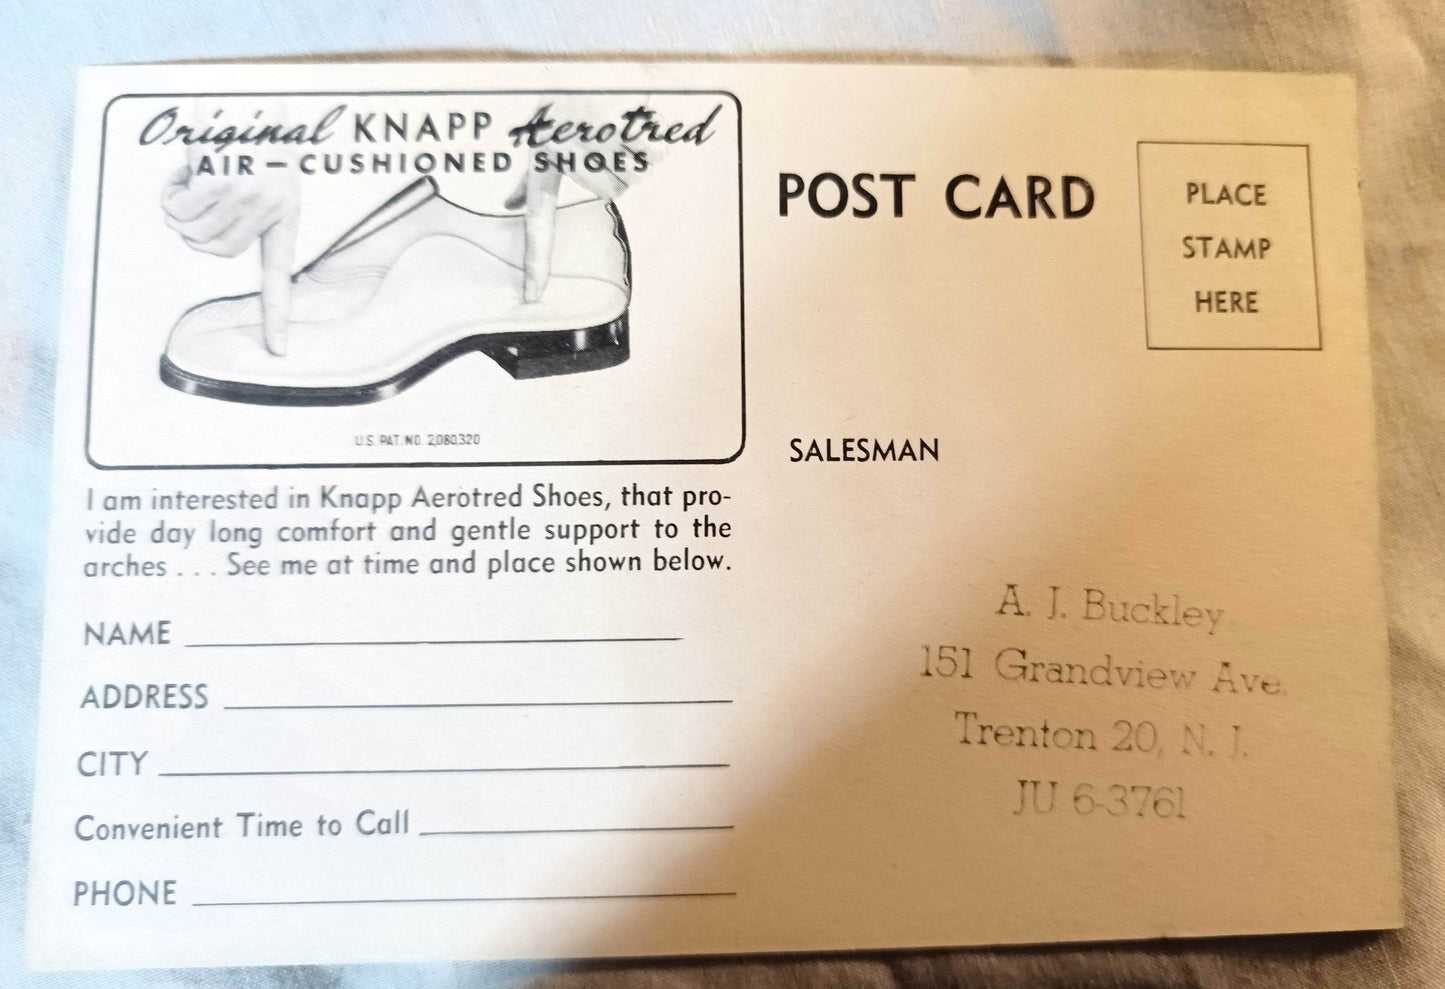 Original KNAPP Aerotred
AIR – CUSHIONED SHOES
U.S. PAT. NO. 2,080,320
I am interested in Knapp Aerotred Shoes, that pro-
vide day long comfort and gentle support to the
arches . . . See me at time and place shown below.
NAME
ADDRESS
CITY
Convenient Time to Call
PHONE
POST CARD
PLACE
STAMP
HERE
SALESMAN
A. J. Buckley
151 Grandview Ave.
Trenton 20, N. J.
JU 6-3761